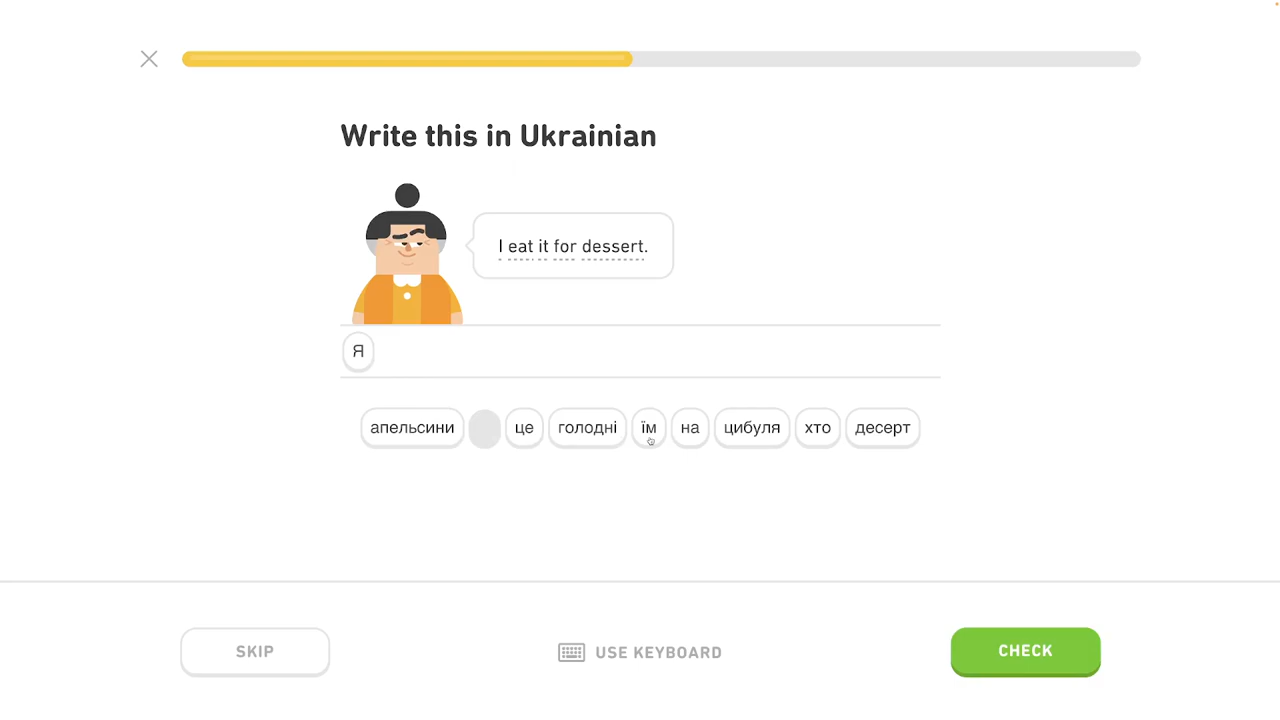 Write this in Ukrainian
I eat it for dessert.
Я
апельсини це голодні їм на цибуля хто десерт
SKIP USE KEYBOARD CHECK